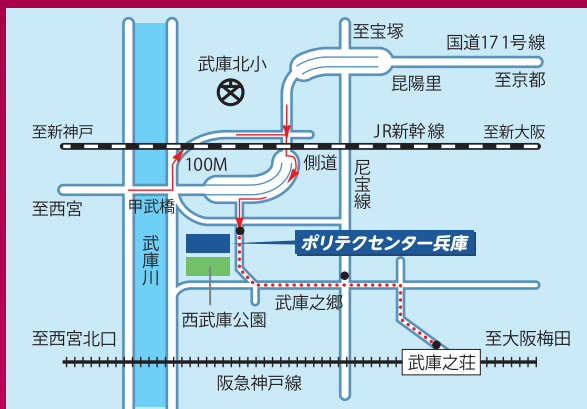 至宝塚
国道171号線
武庫北小
昆陽里
至京都
至新神戸
JR新幹線
至新大阪
100M
側道
尼宝線
至西宮
甲武橋
武庫川
ポリテクセンター兵庫
西武庫公園
武庫之郷
至西宮北口
至大阪梅田
武庫之荘
阪急神戸線